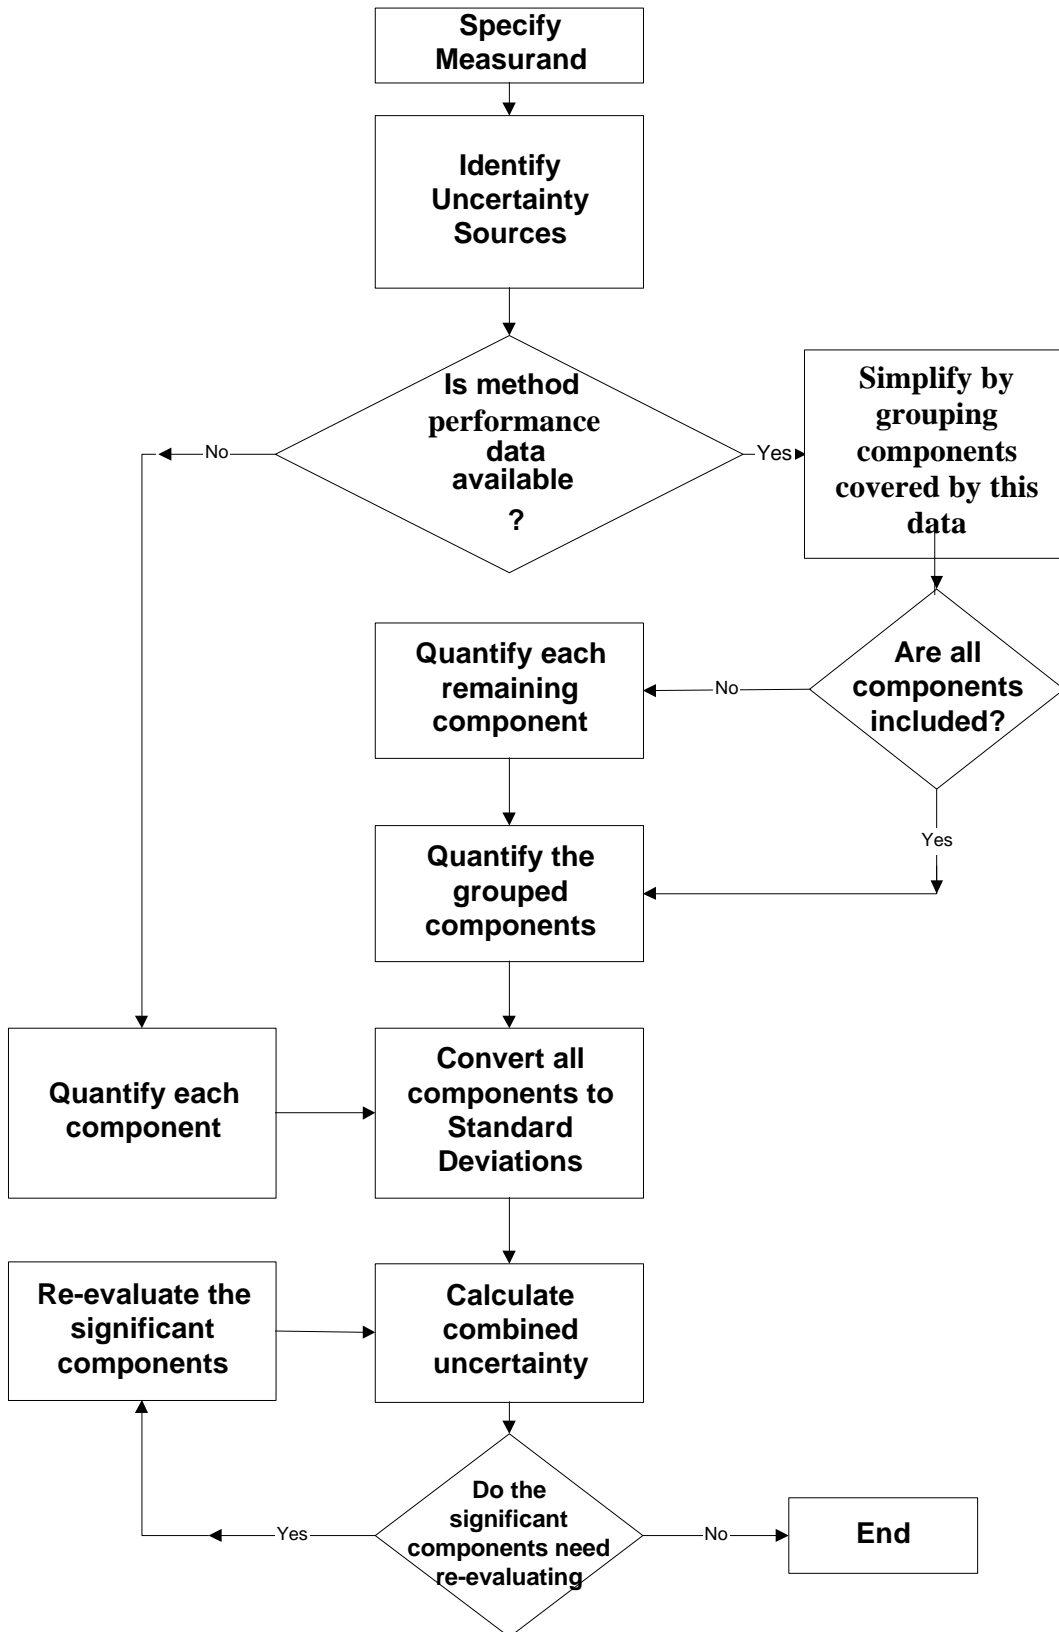 Specify
Measurand
Identify
Uncertainty
Sources
Is method
performance
data
available
?
No
Yes
Simplify by
grouping
components
covered by this
data
Are all
components
included?
No
Yes
Quantify each
remaining
component
Quantify the
grouped
components
Quantify each
component
Convert all
components to
Standard
Deviations
Re-evaluate the
significant
components
Calculate
combined
uncertainty
Do the
significant
components need
re-evaluating
Yes
No
End